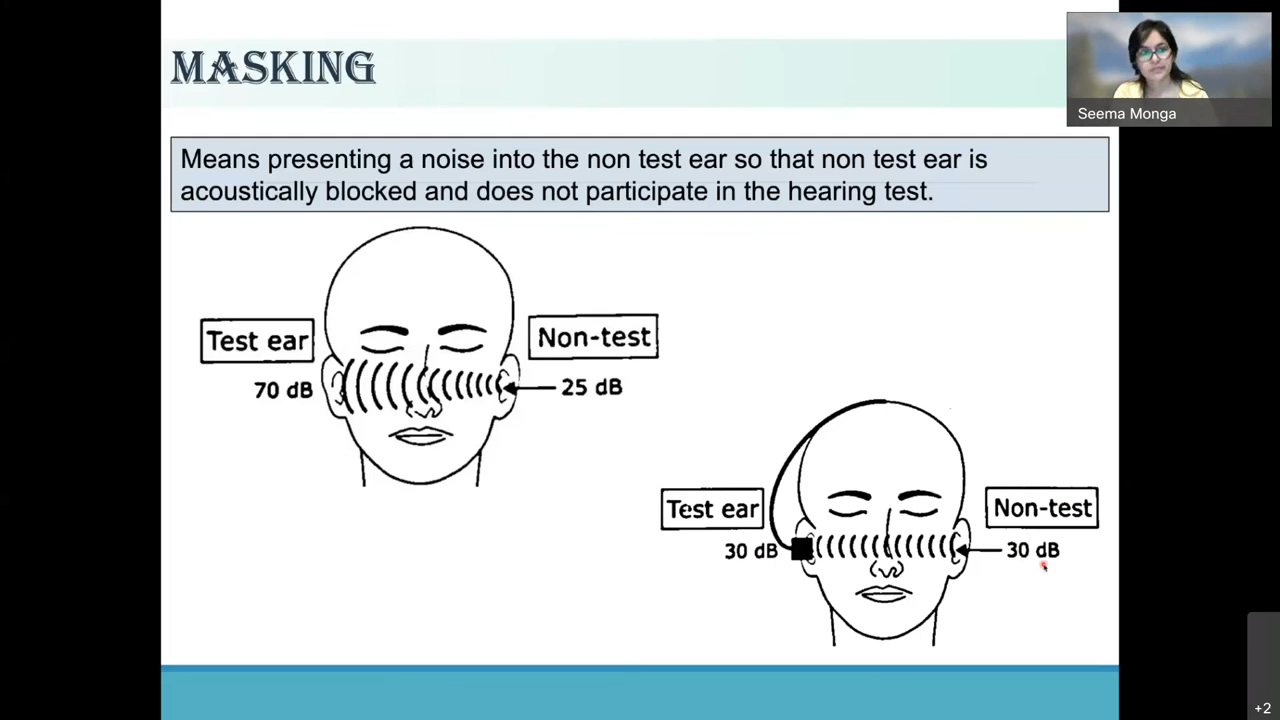 MASKING
Seema Monga
Means presenting a noise into the non test ear so that non test ear is
acoustically blocked and does not participate in the hearing test.
Test ear
Non-test
70 dB
25 dB
Test ear
Non-test
30 dB
30 dB
+2